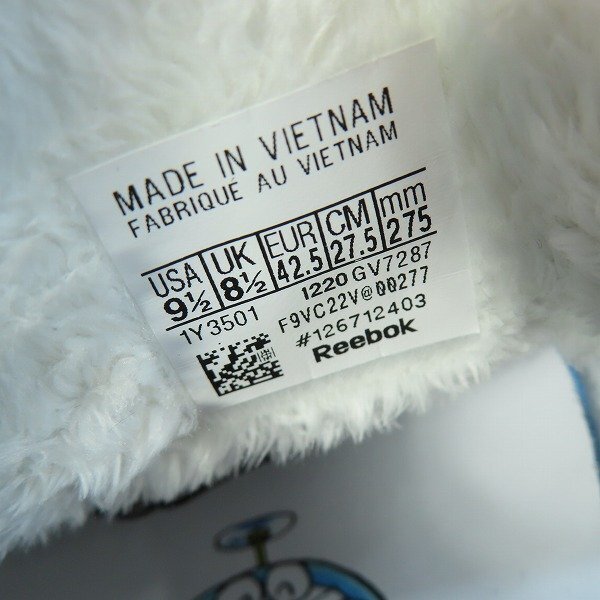 MADE IN VIETNAM
FABRIQUÉ AU VIETNAM
USA UK EUR CM mm
9½ 8½ 42.5 27.5 275
1Y3501 1220 GV7287
F9VC22V@00277
#126712403
Reebok